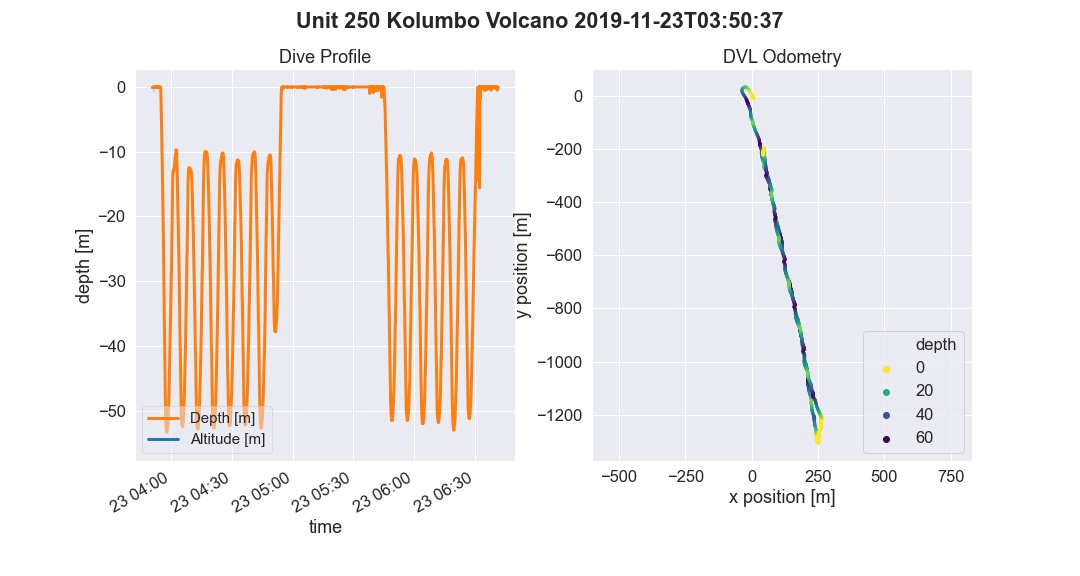 Unit 250 Kolumbo Volcano 2019-11-23T03:50:37
Dive Profile
0
−10
−20
−30
−40
−50
depth [m]
Depth [m]
Altitude [m]
23 04:00
23 04:30
23 05:00
23 05:30
23 06:00
23 06:30
time
DVL Odometry
0
−200
−400
−600
−800
−1000
−1200
y position [m]
depth
0
20
40
60
−500
−250
0
250
500
750
x position [m]